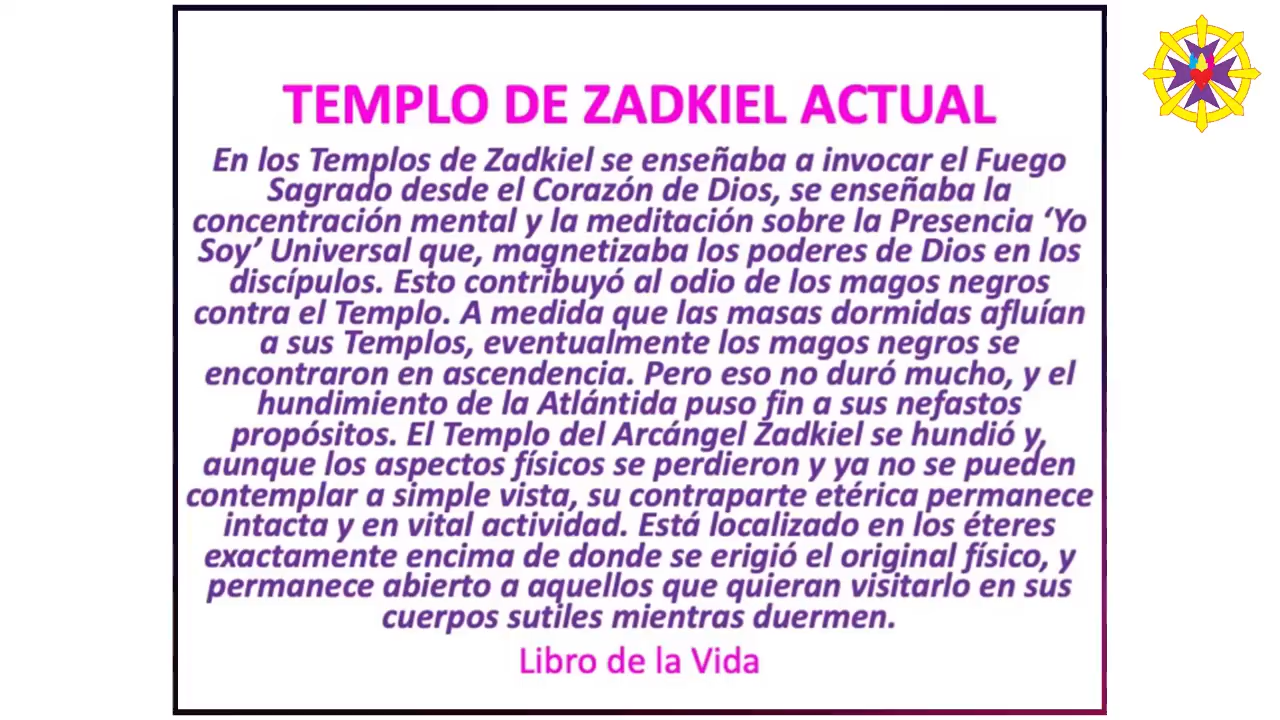 TEMPLO DE ZADKIEL ACTUAL
En los Templos de Zadkiel se enseñaba a invocar el Fuego
Sagrado desde el Corazón de Dios, se enseñaba la
concentración mental y la meditación sobre la Presencia ‘Yo
Soy’ Universal que, magnetizaba los poderes de Dios en los
discípulos. Esto contribuyó al odio de los magos negros
contra el Templo. A medida que las masas dormidas afluían
a sus Templos, eventualmente los magos negros se
encontraron en ascendencia. Pero eso no duró mucho, y el
hundimiento de la Atlántida puso fin a sus nefastos
propósitos. El Templo del Arcángel Zadkiel se hundió y,
aunque los aspectos físicos se perdieron y ya no se pueden
contemplar a simple vista, su contraparte etérica permanece
intacta y en vital actividad. Está localizado en los éteres
exactamente encima de donde se erigió el original físico, y
permanece abierto a aquellos que quieran visitarlo en sus
cuerpos sutiles mientras duermen.
Libro de la Vida